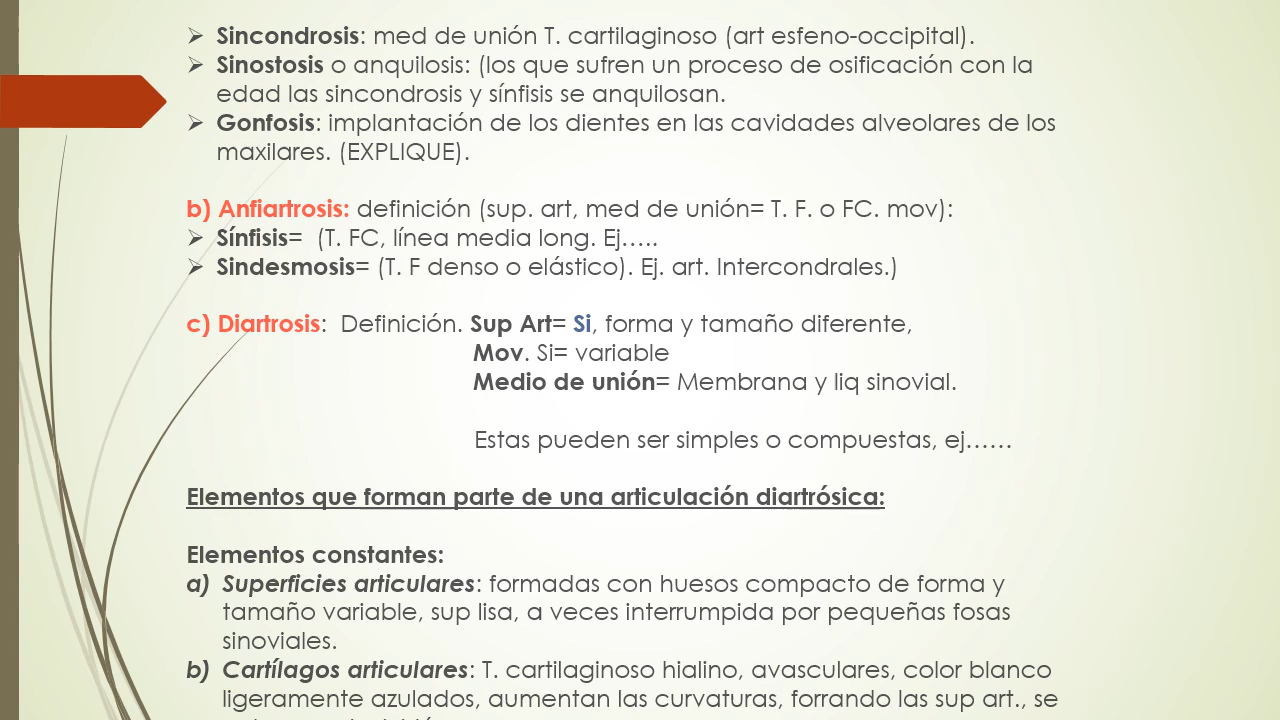 ➢ Sincondrosis: med de unión T. cartilaginoso (art esfeno-occipital).
➢ Sinostosis o anquilosis: (los que sufren un proceso de osificación con la
edad las sincondrosis y sínfisis se anquilosan.
➢ Gonfosis: implantación de los dientes en las cavidades alveolares de los
maxilares. (EXPLIQUE).
b) Anfiartrosis: definición (sup. art, med de unión= T. F. o FC. mov):
➢ Sínfisis=  (T. FC, línea media long. Ej…..
➢ Sindesmosis= (T. F denso o elástico). Ej. art. Intercondrales.)
c) Diartrosis:  Definición. Sup Art= Si, forma y tamaño diferente,
Mov. Si= variable
Medio de unión= Membrana y liq sinovial.
Estas pueden ser simples o compuestas, ej……
Elementos que forman parte de una articulación diartrósica:
Elementos constantes:
a) Superficies articulares: formadas con huesos compacto de forma y
tamaño variable, sup lisa, a veces interrumpida por pequeñas fosas
sinoviales.
b) Cartílagos articulares: T. cartilaginoso hialino, avasculares, color blanco
ligeramente azulados, aumentan las curvaturas, forrando las sup art., se